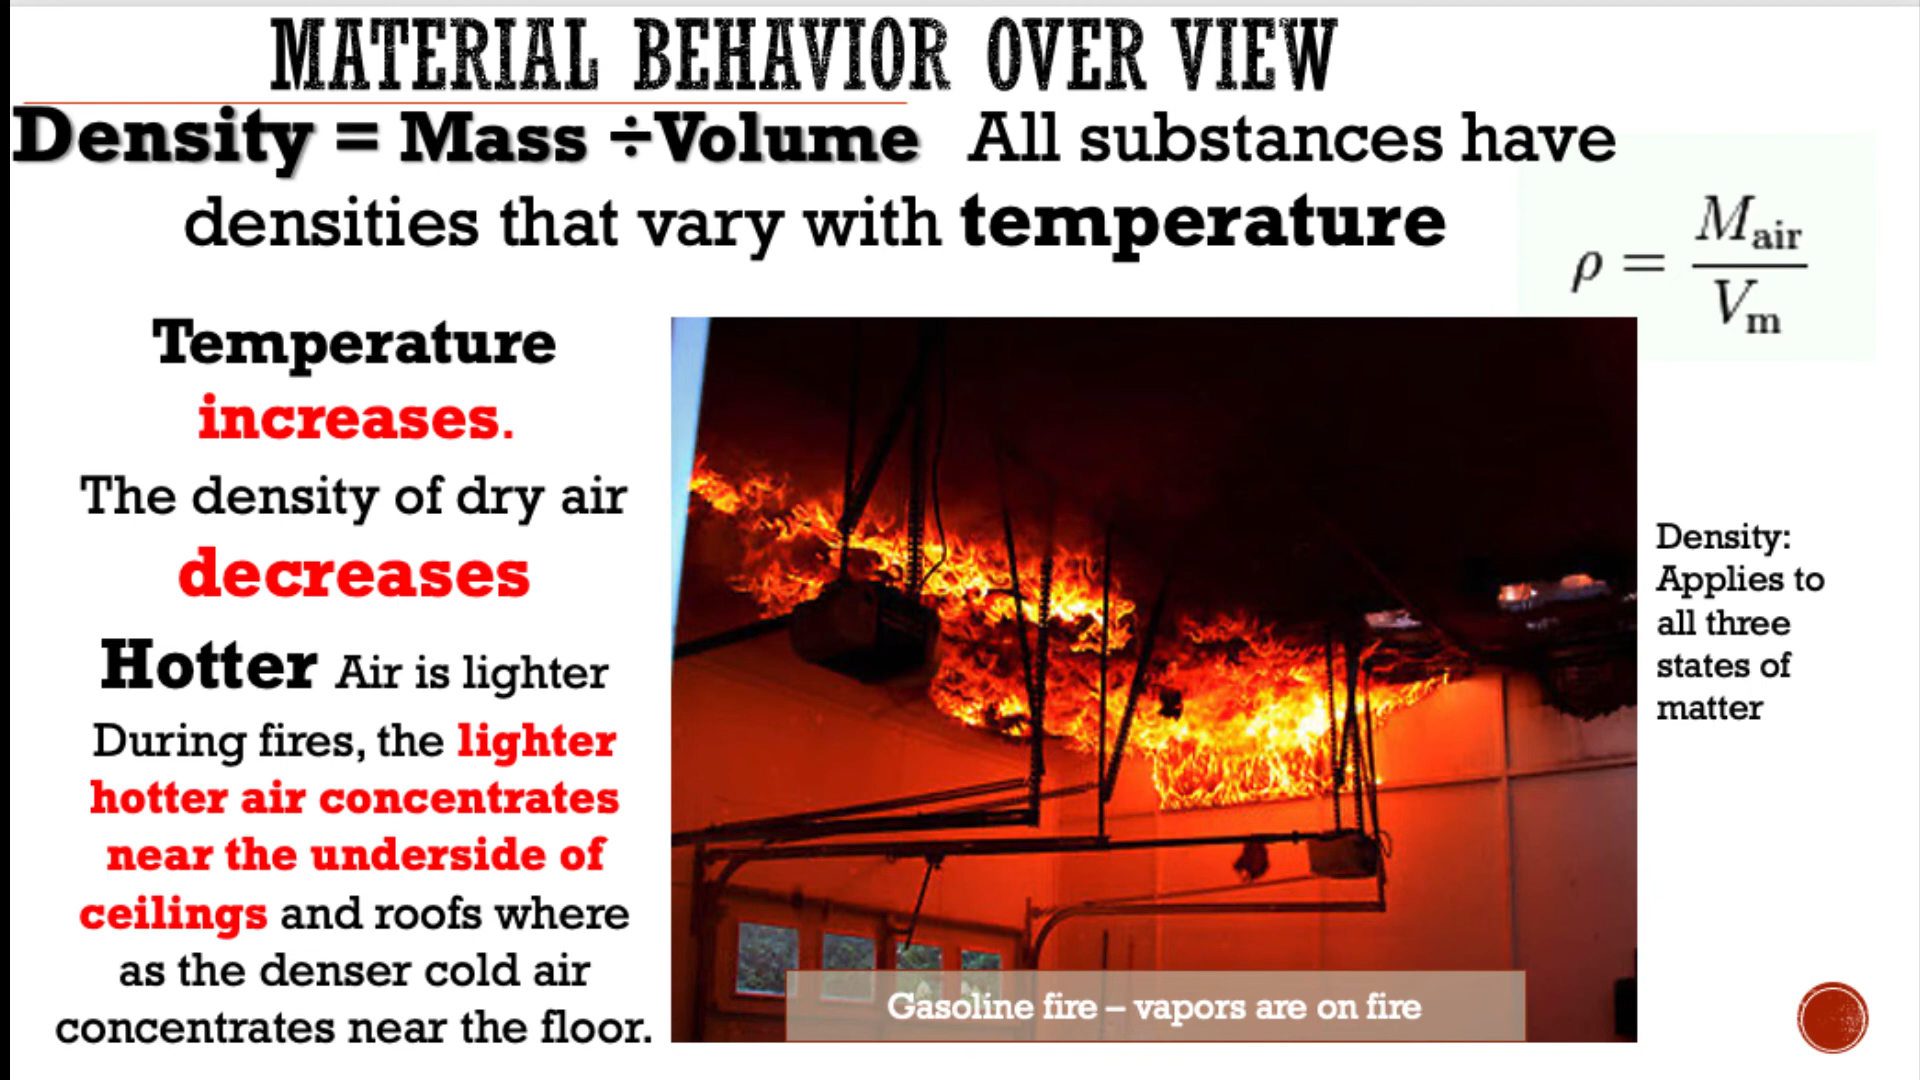 MATERIAL BEHAVIOR OVER VIEW
Density = Mass ÷Volume All substances have
densities that vary with temperature
ρ = M_air / V_m
Temperature
increases.
The density of dry air
decreases
Hotter Air is lighter
During fires, the lighter
hotter air concentrates
near the underside of
ceilings and roofs where
as the denser cold air
concentrates near the floor.
Gasoline fire – vapors are on fire
Density:
Applies to
all three
states of
matter